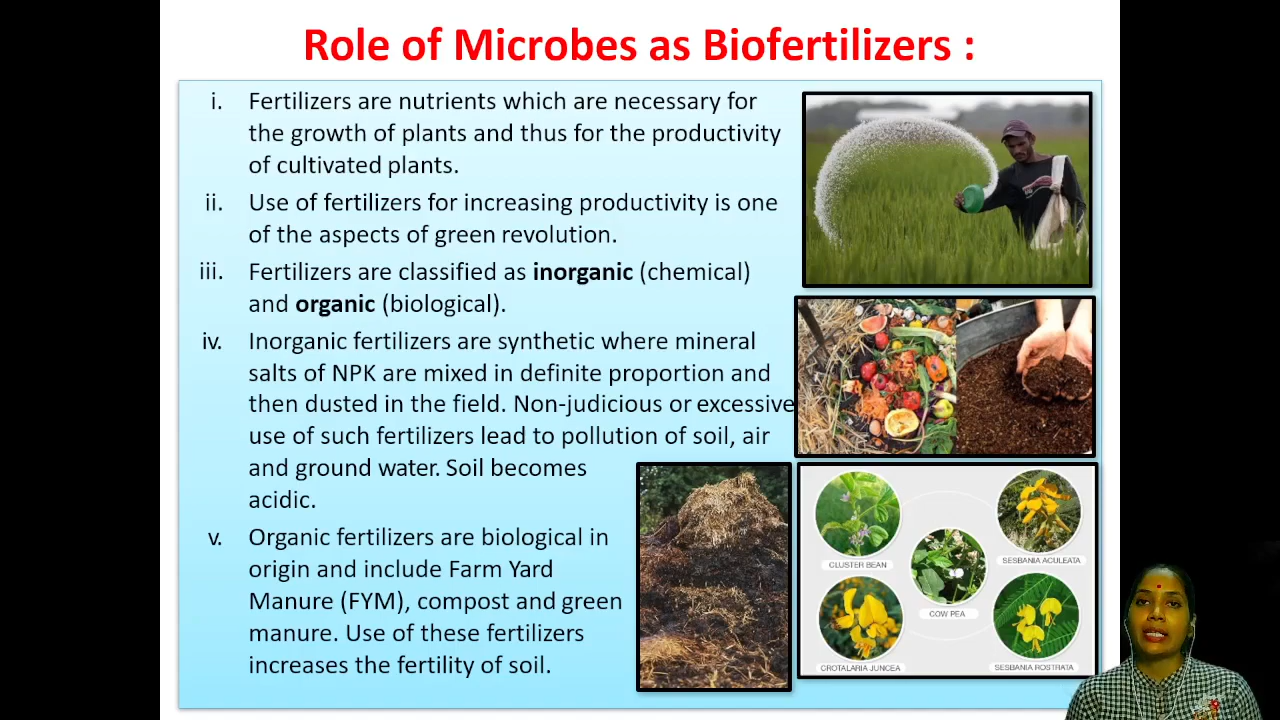 Role of Microbes as Biofertilizers :
i. Fertilizers are nutrients which are necessary for
the growth of plants and thus for the productivity
of cultivated plants.
ii. Use of fertilizers for increasing productivity is one
of the aspects of green revolution.
iii. Fertilizers are classified as inorganic (chemical)
and organic (biological).
iv. Inorganic fertilizers are synthetic where mineral
salts of NPK are mixed in definite proportion and
then dusted in the field. Non-judicious or excessive
use of such fertilizers lead to pollution of soil, air
and ground water. Soil becomes
acidic.
v. Organic fertilizers are biological in
origin and include Farm Yard
Manure (FYM), compost and green
manure. Use of these fertilizers
increases the fertility of soil.
CLUSTER BEAN
SESBANIA ACULEATA
COW PEA
CROTALARIA JUNCEA
SESBANIA ROSTRATA